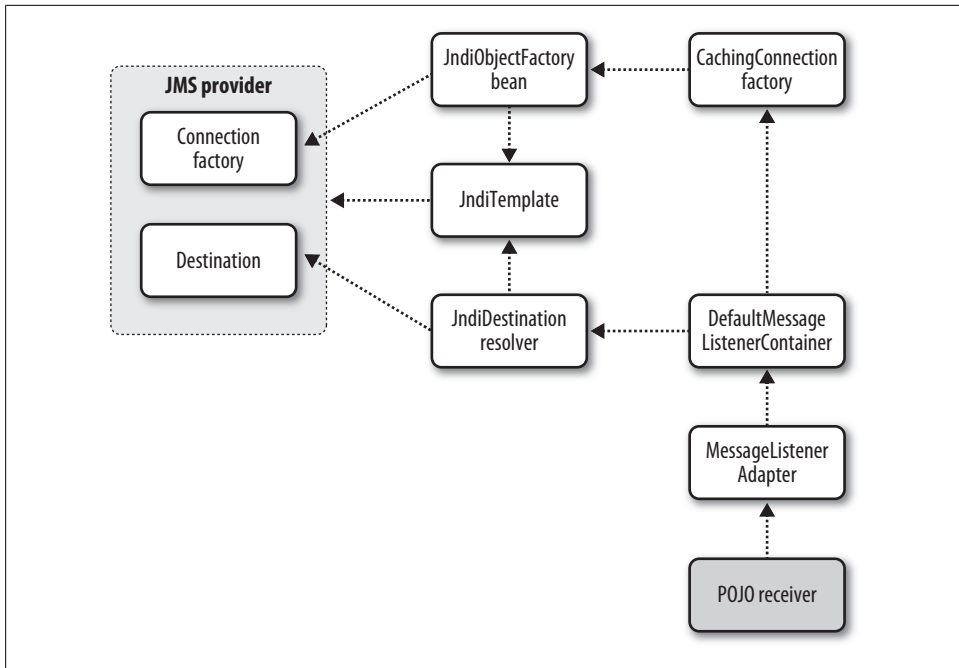 JndiObjectFactory
bean
CachingConnection
factory
JMS provider
Connection
factory
JndiTemplate
Destination
JndiDestination
resolver
DefaultMessage
ListenerContainer
MessageListener
Adapter
POJO receiver